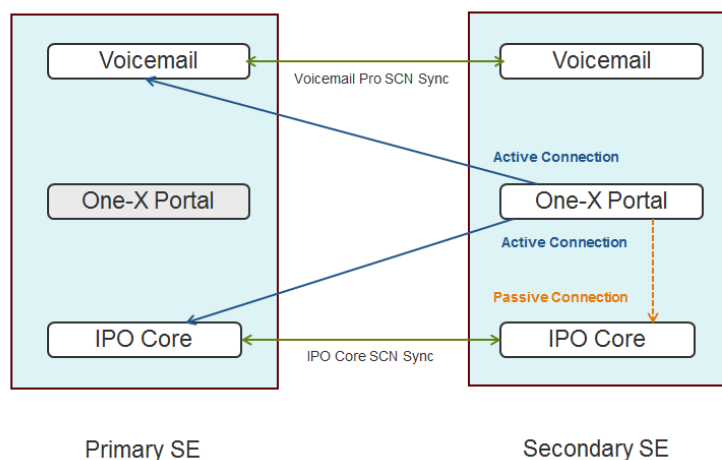 Voicemail
Voicemail
Voicemail Pro SCN Sync
Active Connection
One-X Portal
One-X Portal
Active Connection
Passive Connection
IPO Core
IPO Core
IPO Core SCN Sync
Primary SE
Secondary SE